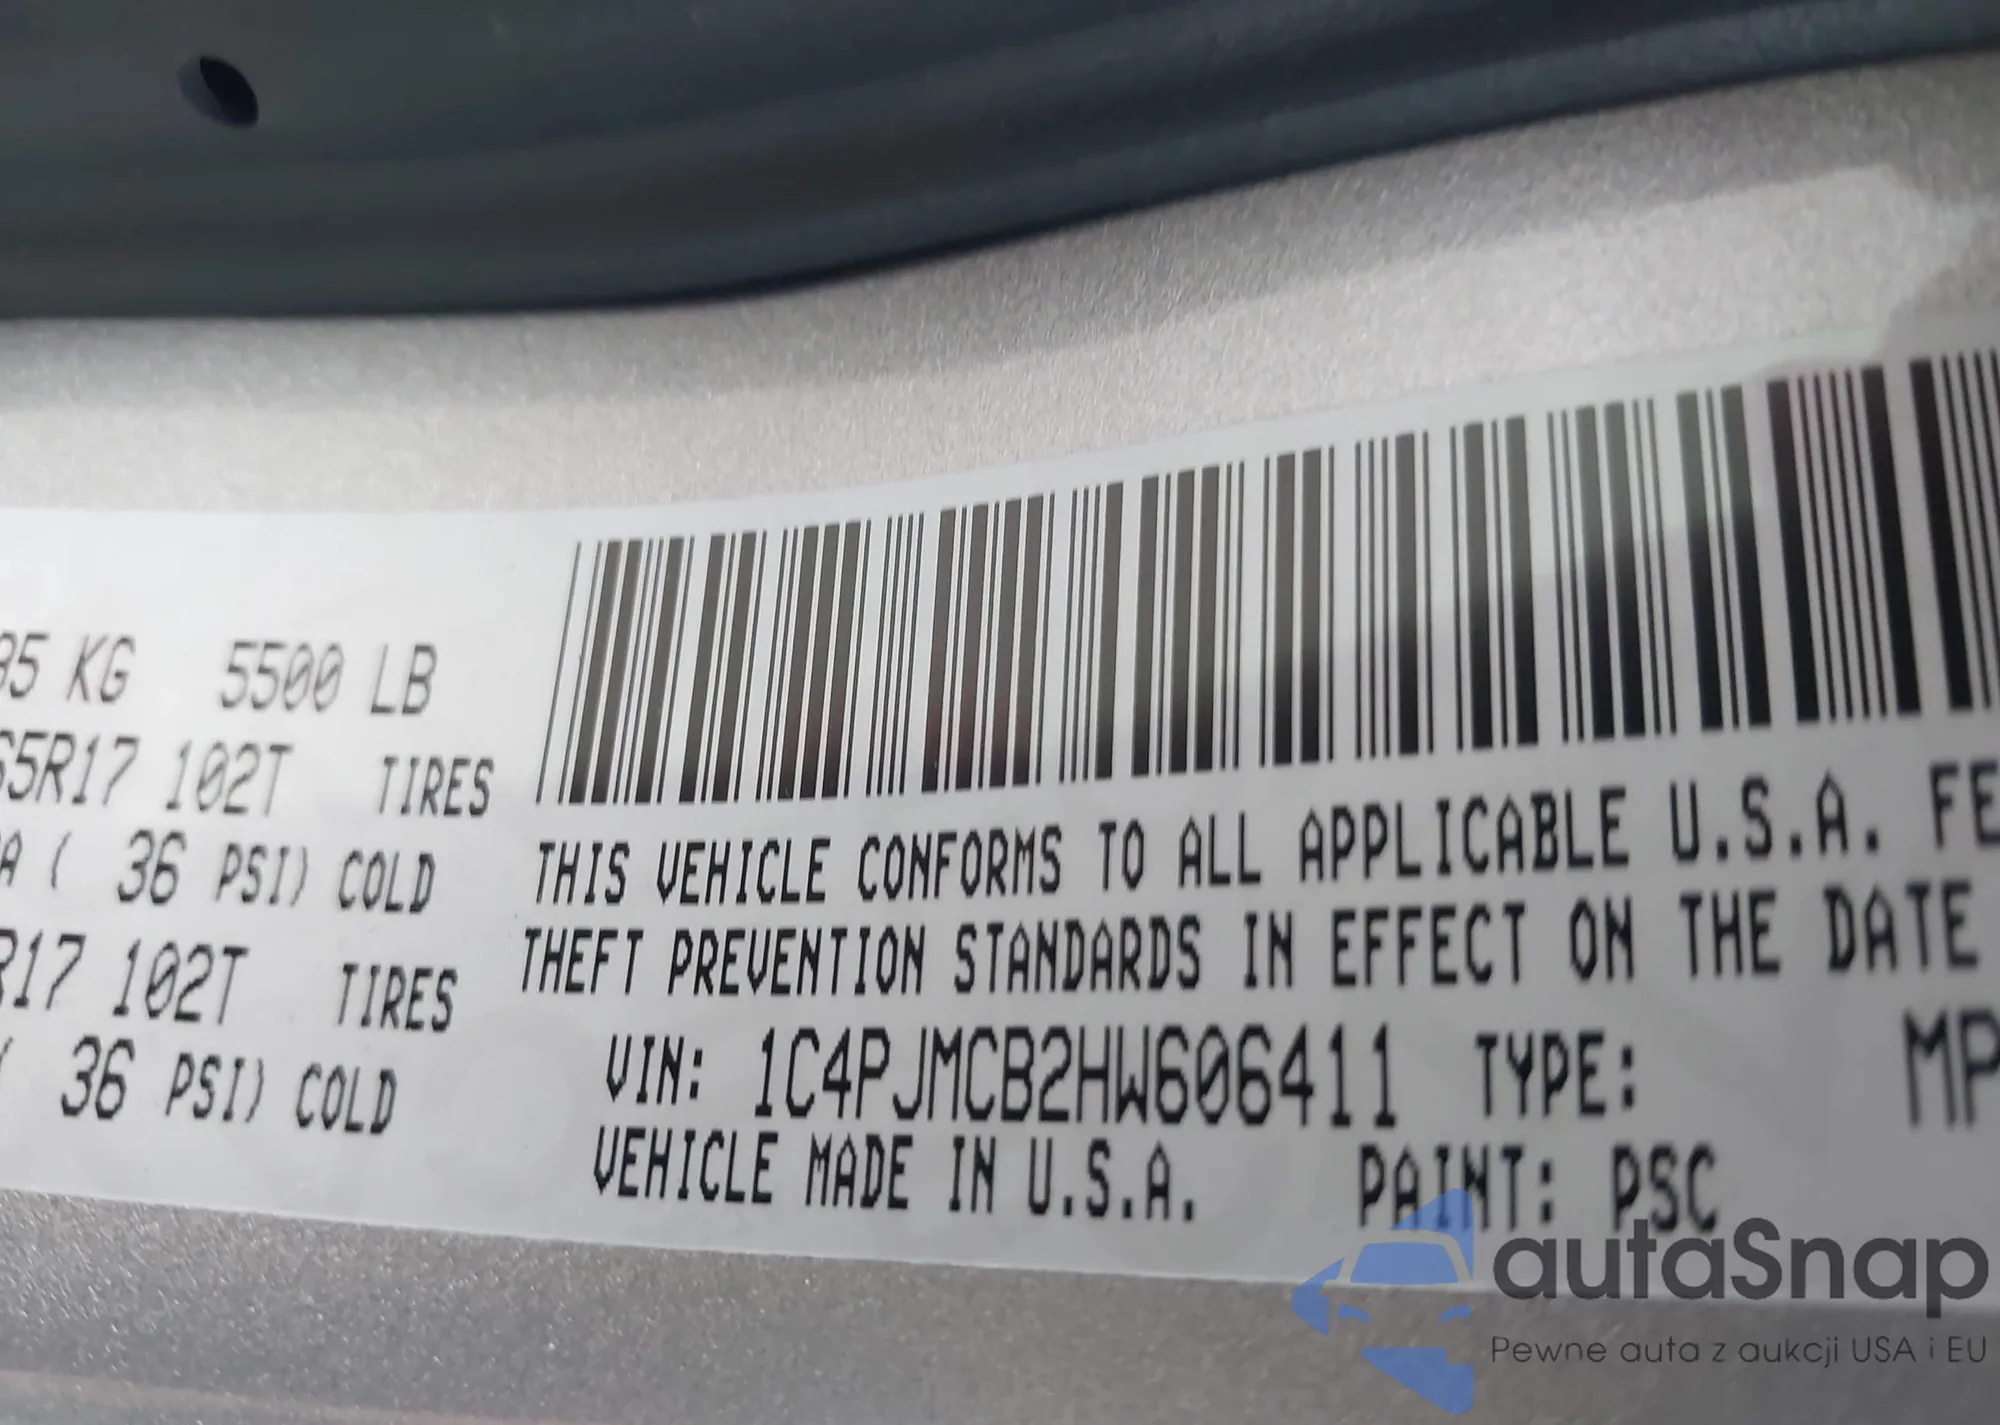 95 KG 5500 LB
65R17 102T TIRES
A ( 36 PSI) COLD
R17 102T TIRES
( 36 PSI) COLD
THIS VEHICLE CONFORMS TO ALL APPLICABLE U.S.A. FE
THEFT PREVENTION STANDARDS IN EFFECT ON THE DATE
VIN: 1C4PJMCB2HW606411 TYPE: MP
VEHICLE MADE IN U.S.A. PAINT: PSC
autaSnap
Pewne auta z aukcji USA i EU